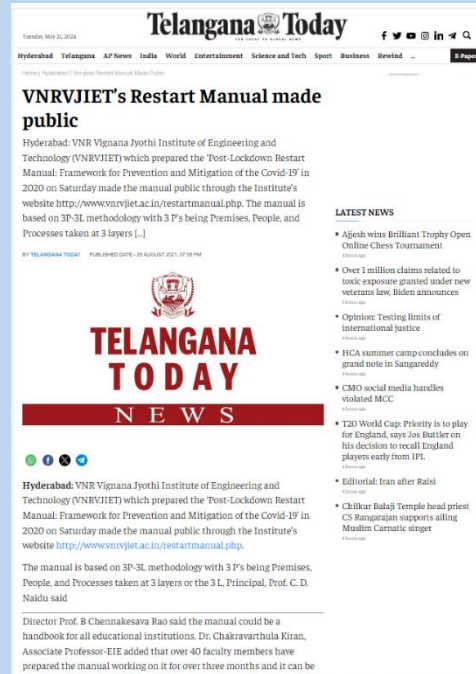 Tuesday, May 21, 2024
Telangana Today
Hyderabad Telangana AP News India World Entertainment Science and Tech Sport Business Rewind ... E-Paper
Home | Hyderabad | Vnrvjiets Restart Manual Made Public
VNRVJIET’s Restart Manual made
public
Hyderabad: VNR Vignana Jyothi Institute of Engineering and
Technology (VNRVJIET) which prepared the ‘Post-Lockdown Restart
Manual: Framework for Prevention and Mitigation of the Covid-19’ in
2020 on Saturday made the manual public through the Institute’s
website http://www.vnrvjiet.ac.in/restartmanual.php. The manual is
based on 3P-3L methodology with 3 P’s being Premises, People, and
Processes taken at 3 layers […]
BY TELANGANA TODAY PUBLISHED DATE - 28 AUGUST 2021, 07:58 PM
TELANGANA
TODAY
NEWS
Hyderabad: VNR Vignana Jyothi Institute of Engineering and
Technology (VNRVJIET) which prepared the ‘Post-Lockdown Restart
Manual: Framework for Prevention and Mitigation of the Covid-19’ in
2020 on Saturday made the manual public through the Institute’s
website http://www.vnrvjiet.ac.in/restartmanual.php.
The manual is based on 3P-3L methodology with 3 P’s being Premises,
People, and Processes taken at 3 layers or the 3 L, Principal, Prof. C. D.
Naidu said
Director Prof. B Chennakesava Rao said the manual could be a
handbook for all educational institutions. Dr. Chakravarthula Kiran,
Associate Professor-EIE added that over 40 faculty members have
prepared the manual working on it for over three months and it can be
LATEST NEWS
Ajjesh wins Brilliant Trophy Open
Online Chess Tournament
Over 1 million claims related to
toxic exposure granted under new
veterans law, Biden announces
Opinion: Testing limits of
international justice
HCA summer camp concludes on
grand note in Sangareddy
CMO social media handles
violated MCC
T20 World Cup: Priority is to play
for England, says Jos Buttler on
his decision to recall England
players early from IPL
Editorial: Iran after Raisi
Chilkur Balaji Temple head priest
CS Rangarajan supports ailing
Muslim Carnatic singer